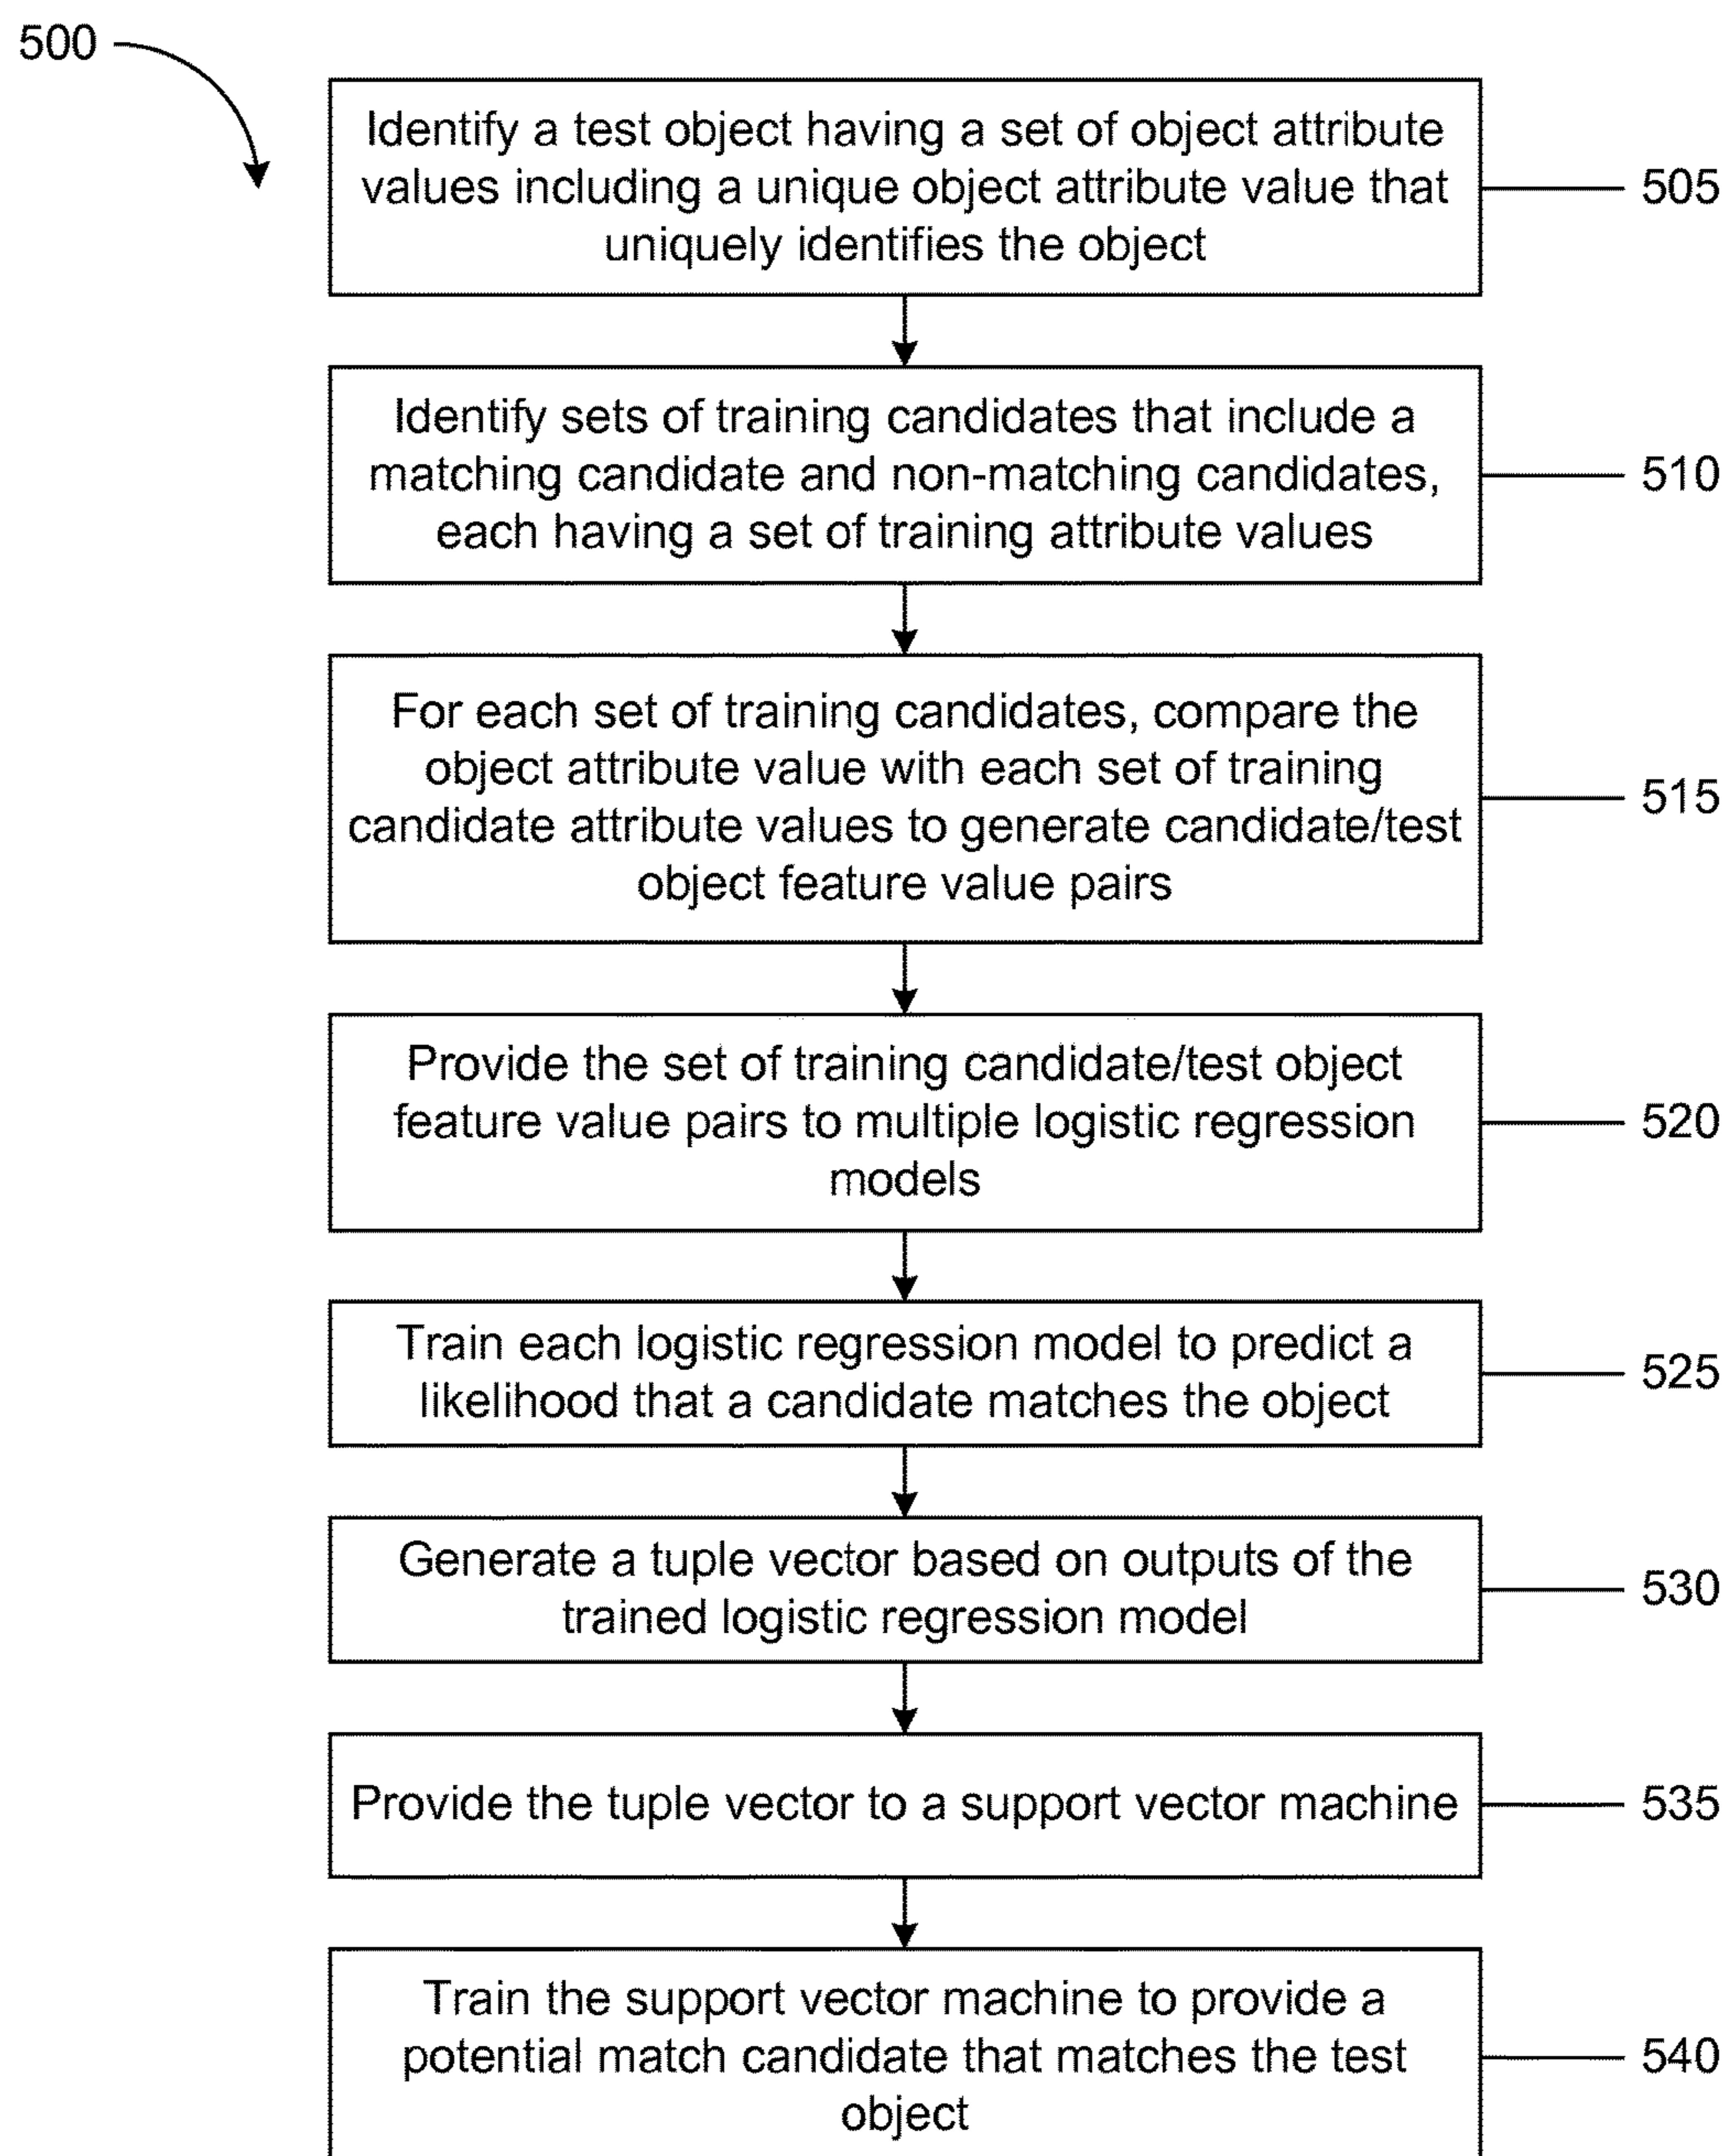 500
Identify a test object having a set of object attribute
values including a unique object attribute value that
uniquely identifies the object
505
Identify sets of training candidates that include a
matching candidate and non-matching candidates,
each having a set of training attribute values
510
For each set of training candidates, compare the
object attribute value with each set of training
candidate attribute values to generate candidate/test
object feature value pairs
515
Provide the set of training candidate/test object
feature value pairs to multiple logistic regression
models
520
Train each logistic regression model to predict a
likelihood that a candidate matches the object
525
Generate a tuple vector based on outputs of the
trained logistic regression model
530
Provide the tuple vector to a support vector machine
535
Train the support vector machine to provide a
potential match candidate that matches the test
object
540